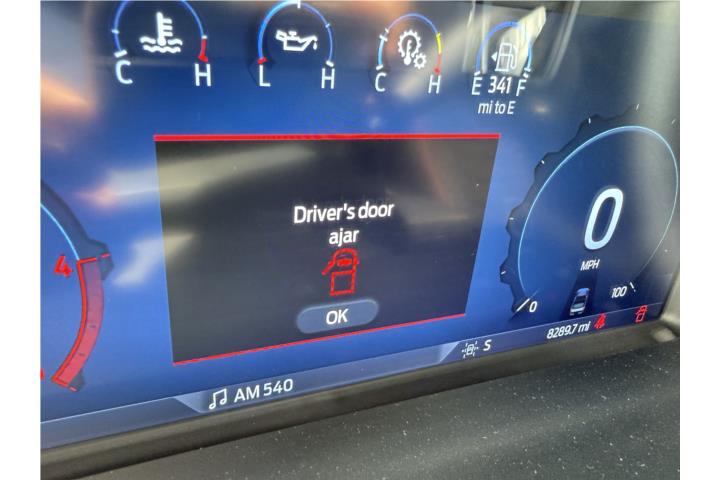 C H
L H
C H
E 341 F
mi to E
Driver's door
ajar
OK
4
0
MPH
0
100
8289.7 mi
S
AM 540